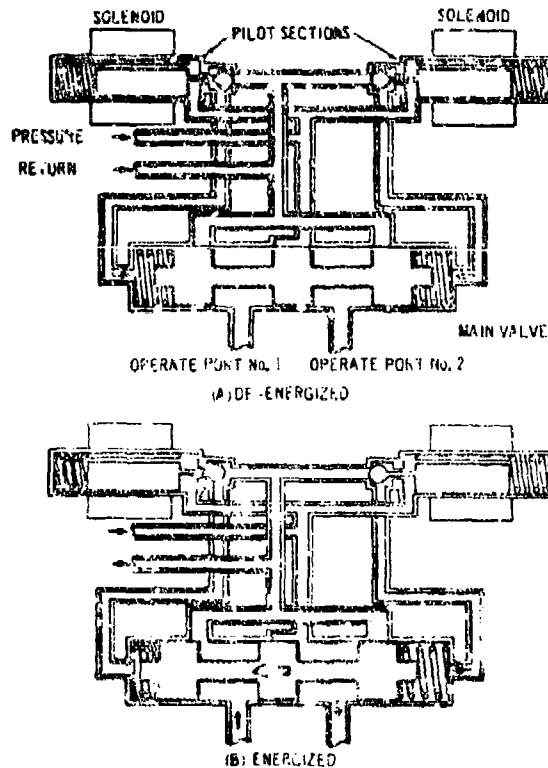 SOLENOID
SOLENOID
PILOT SECTIONS
PRESSURE
RETURN
MAIN VALVE
OPERATE PORT No. 1
OPERATE PORT No. 2
(A) DE-ENERGIZED
(B) ENERGIZED